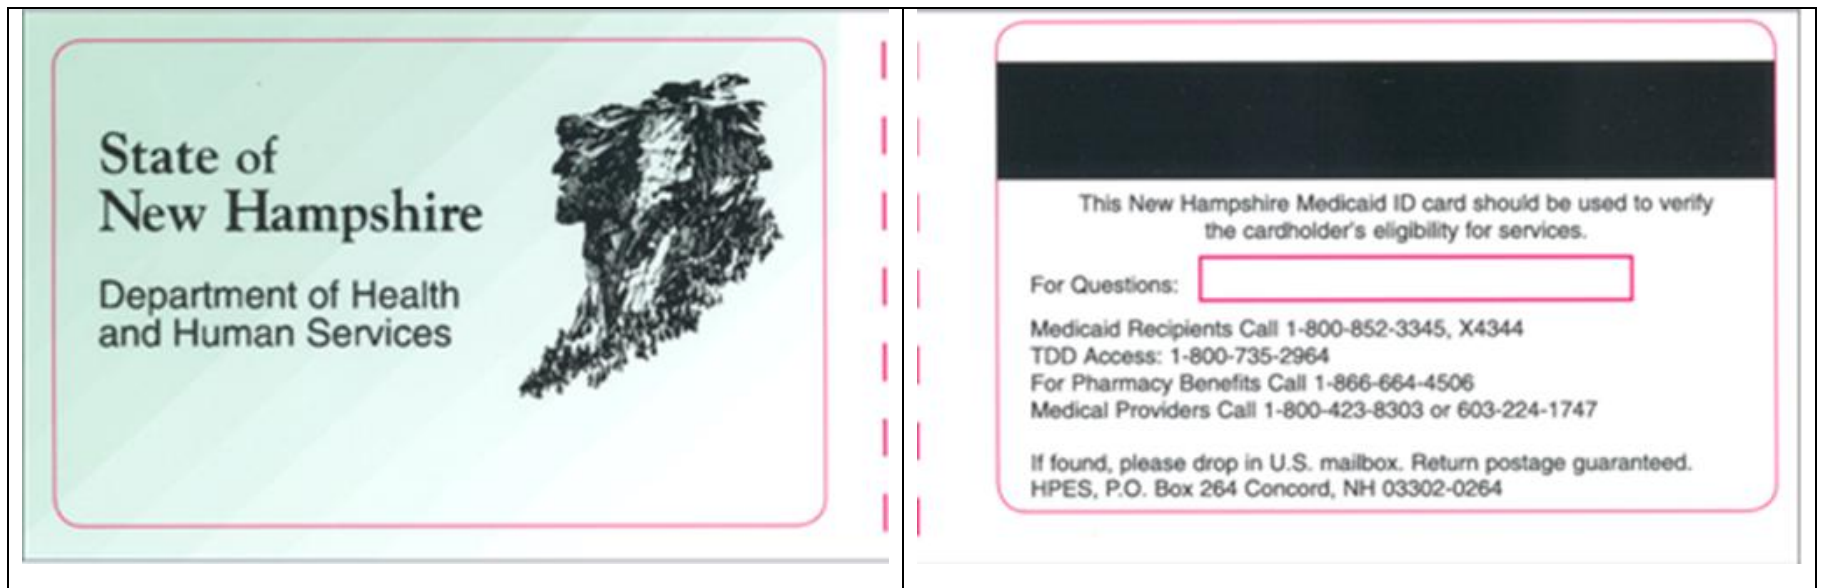 State of
New Hampshire
Department of Health
and Human Services
This New Hampshire Medicaid ID card should be used to verify
the cardholder's eligibility for services.
For Questions:
Medicaid Recipients Call 1-800-852-3345, X4344
TDD Access: 1-800-735-2964
For Pharmacy Benefits Call 1-866-664-4506
Medical Providers Call 1-800-423-8303 or 603-224-1747
If found, please drop in U.S. mailbox. Return postage guaranteed.
HPES, P.O. Box 264 Concord, NH 03302-0264